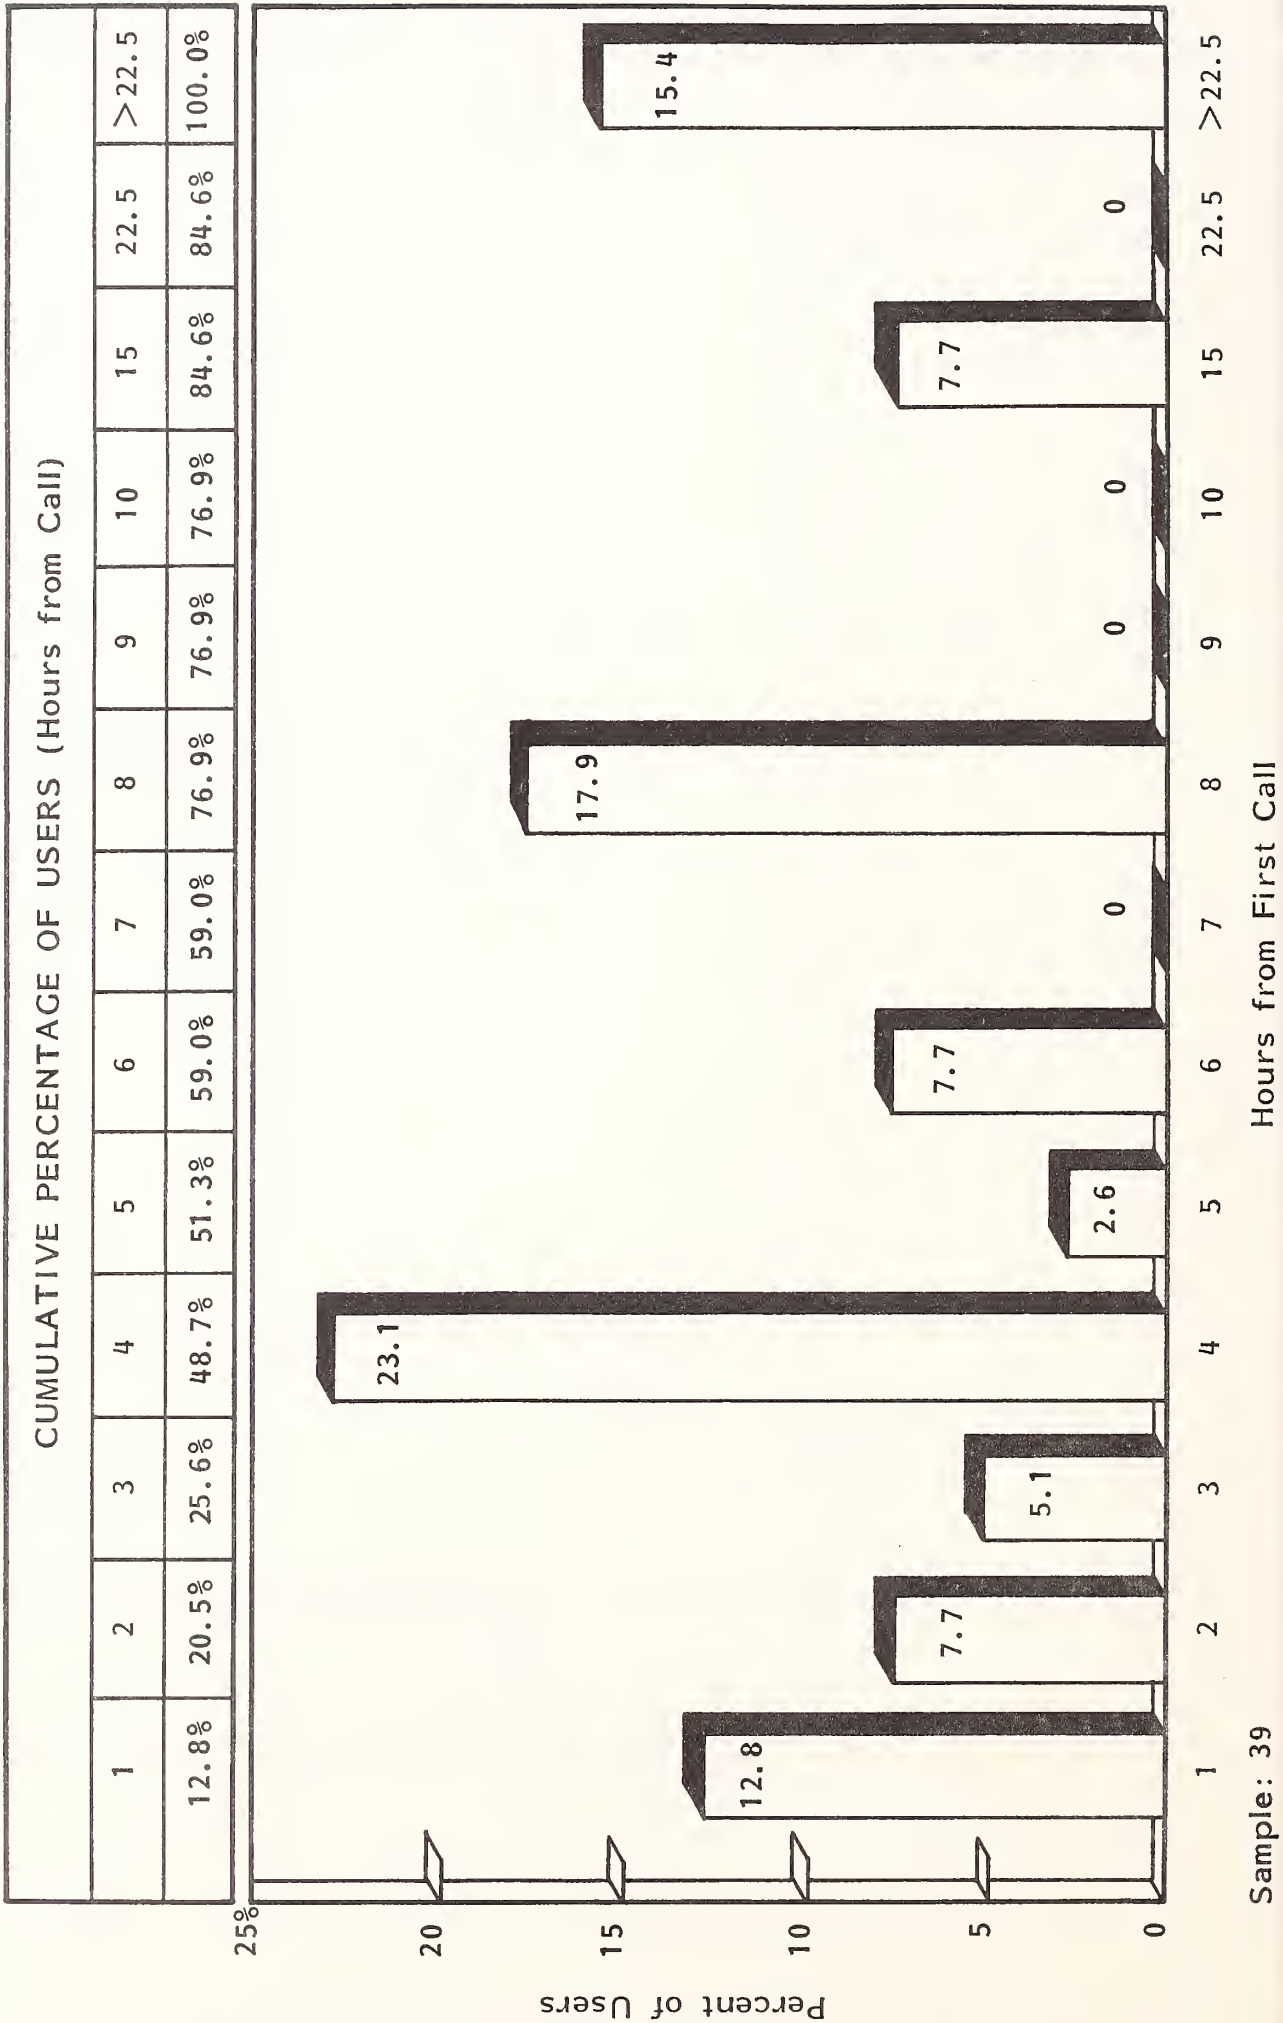 CUMULATIVE PERCENTAGE OF USERS (Hours from Call)
1 2 3 4 5 6 7 8 9 10 15 22.5 >22.5
12.8% 20.5% 25.6% 48.7% 51.3% 59.0% 59.0% 76.9% 76.9% 76.9% 84.6% 84.6% 100.0%
Percent of Users
25%
20
15
10
5
0
12.8
7.7
5.1
23.1
2.6
7.7
0
17.9
0
0
7.7
0
15.4
1 2 3 4 5 6 7 8 9 10 15 22.5 >22.5
Hours from First Call
Sample: 39